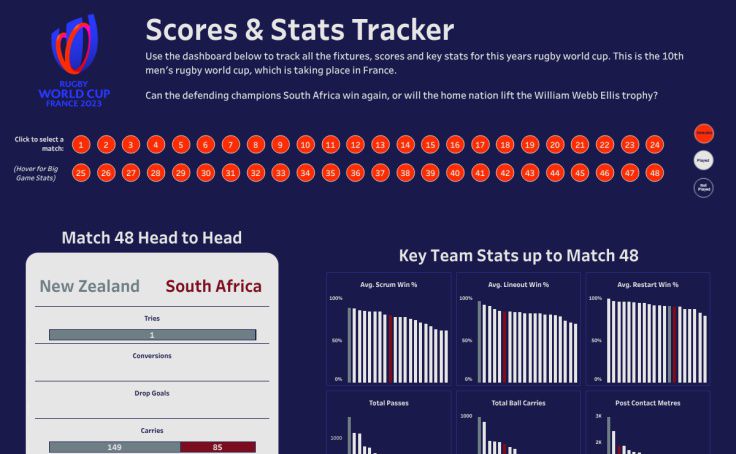 RUGBY
WORLD CUP
FRANCE 2023
Scores & Stats Tracker
Use the dashboard below to track all the fixtures, scores and key stats for this years rugby world cup. This is the 10th
men's rugby world cup, which is taking place in France.
Can the defending champions South Africa win again, or will the home nation lift the William Webb Ellis trophy?
Click to select a
match:
1 2 3 4 5 6 7 8 9 10 11 12 13 14 15 16 17 18 19 20 21 22 23 24
(Hover for Big
Game Stats)
25 26 27 28 29 30 31 32 33 34 35 36 37 38 39 40 41 42 43 44 45 46 47 48
Played
Not
Played
Match 48 Head to Head
New Zealand South Africa
Tries
1
Conversions
Drop Goals
Carries
149 85
Key Team Stats up to Match 48
Avg. Scrum Win %
100%
50%
0%
Avg. Lineout Win %
100%
50%
0%
Avg. Restart Win %
100%
50%
0%
Total Passes
1000
Total Ball Carries
1000
Post Contact Metres
3K
2K